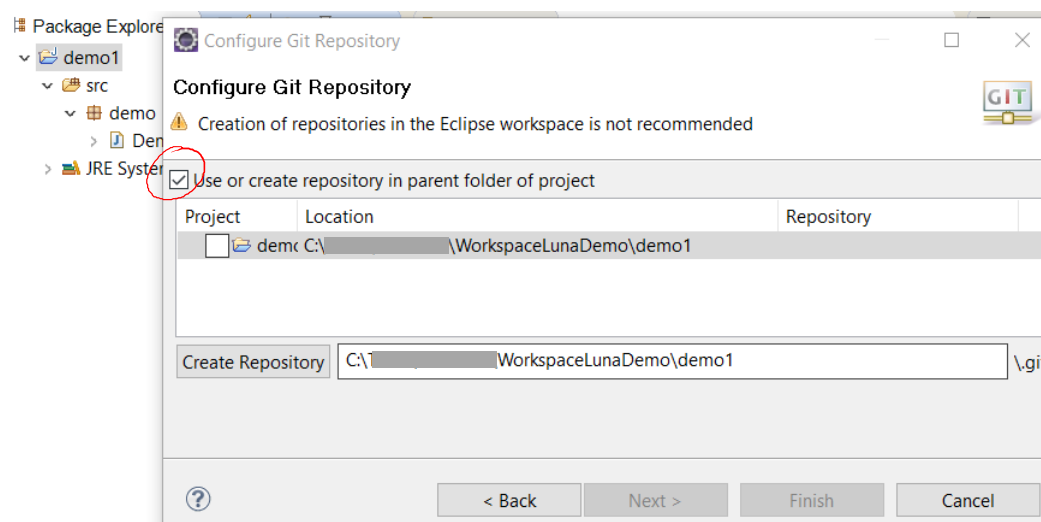 Package Explore
demo1
src
demo
Den
JRE System
Configure Git Repository
Configure Git Repository
GIT
Creation of repositories in the Eclipse workspace is not recommended
Use or create repository in parent folder of project
Project Location Repository
demo C:\ \WorkspaceLunaDemo\demo1
Create Repository C:\ WorkspaceLunaDemo\demo1 \.gi
< Back Next > Finish Cancel